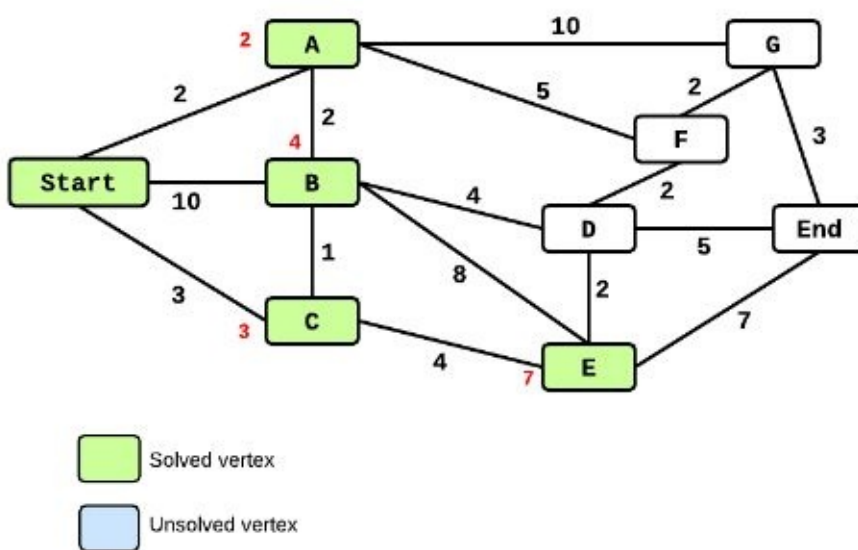 2 A 10 G
2 5 2
2 F 3
4
Start 10 B 4 2
D 5 End
3 1 8 2
3 C 4 7
7 E
Solved vertex
Unsolved vertex